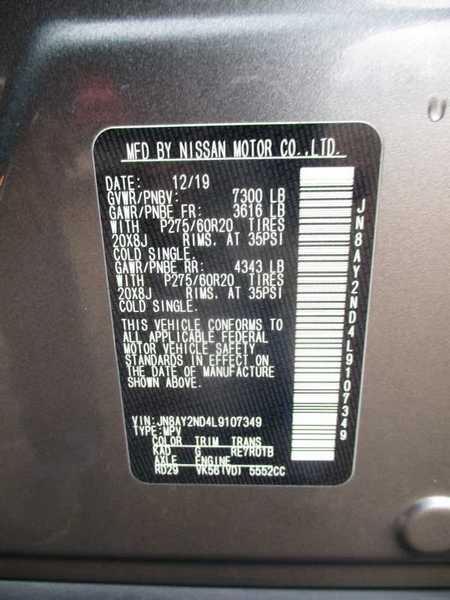 MFD BY NISSAN MOTOR CO.,LTD.
DATE: 12/19
GVWR/PNBV: 7300 LB
GAWR/PNBE FR: 3616 LB
WITH P275/60R20 TIRES
20X8J RIMS. AT 35PSI
COLD SINGLE.
GAWR/PNBE RR: 4343 LB
WITH P275/60R20 TIRES
20X8J RIMS. AT 35PSI
COLD SINGLE.
THIS VEHICLE CONFORMS TO
ALL APPLICABLE FEDERAL
MOTOR VEHICLE SAFETY
STANDARDS IN EFFECT ON
THE DATE OF MANUFACTURE
SHOWN ABOVE.
VIN: JN8AY2ND4L9107349
TYPE: MPV
COLOR TRIM TRANS
KAD G RE7R01B
AXLE ENGINE
RD29 VK56(VD) 5552CC
JN8AY2ND4L9107349